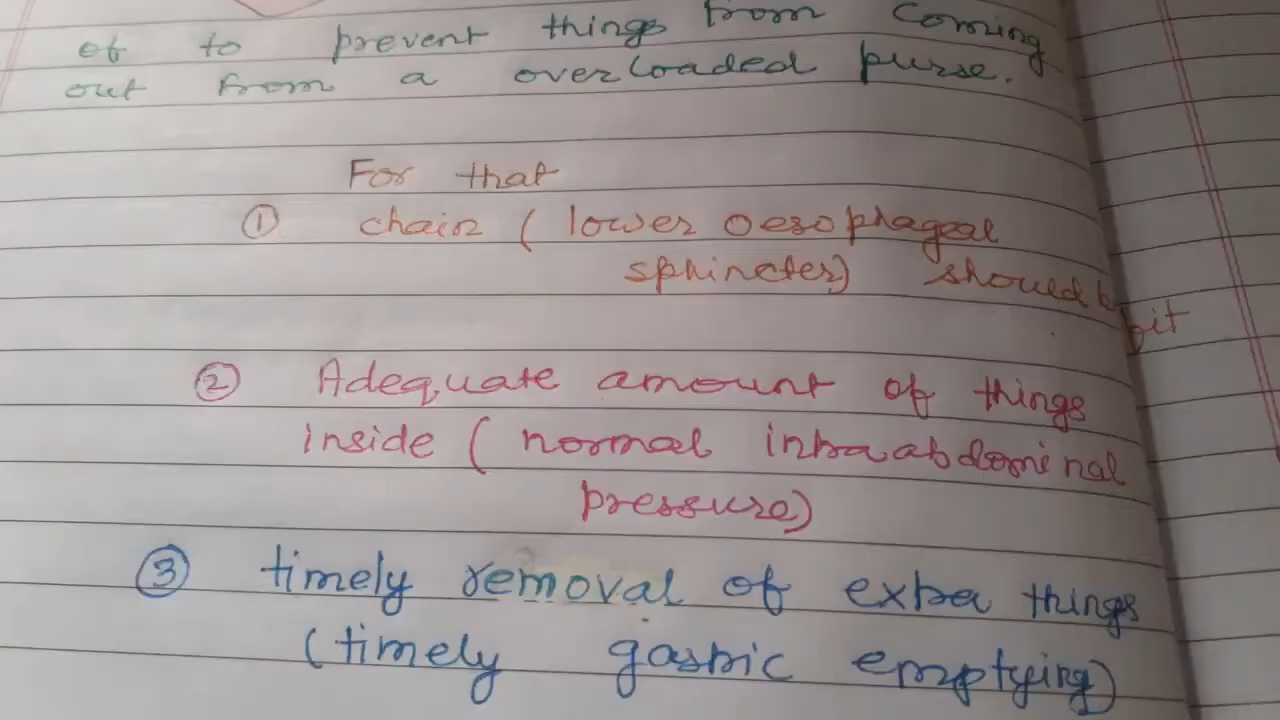 of to prevent things from coming
out from a overloaded purse.
For that
① chain (lower oesophageal
sphincter) should be fit
② Adequate amount of things
inside (normal intraabdominal
pressure)
③ timely removal of extra things
(timely gastric emptying)